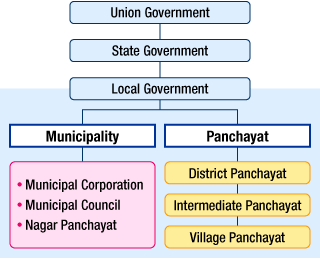 Union Government
State Government
Local Government
Municipality
Panchayat
• Municipal Corporation
• Municipal Council
• Nagar Panchayat
District Panchayat
Intermediate Panchayat
Village Panchayat